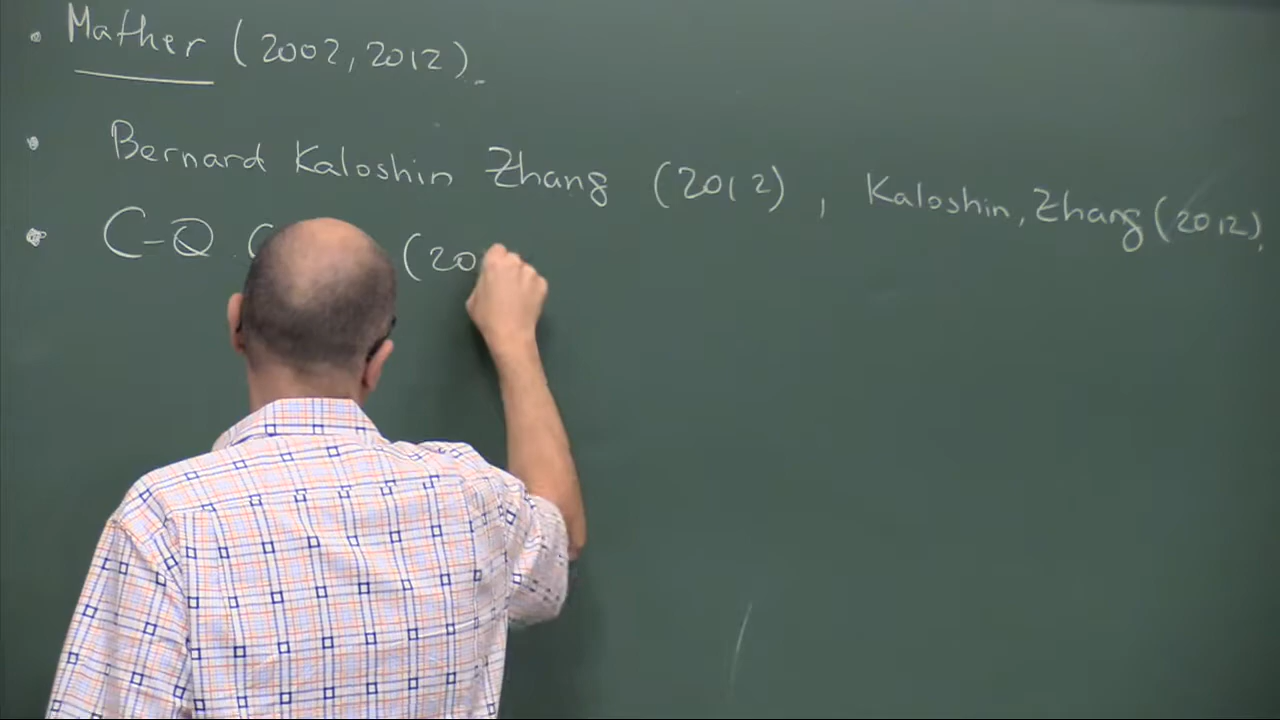 • Mather (2002, 2012).
• Bernard Kaloshin Zhang (2012), Kaloshin, Zhang (2012),
• C-Q. (20